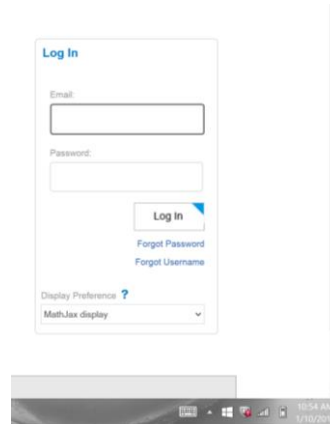 Log In
Email:
Password:
Log In
Forgot Password
Forgot Username
Display Preference ?
MathJax display
10:54 AM